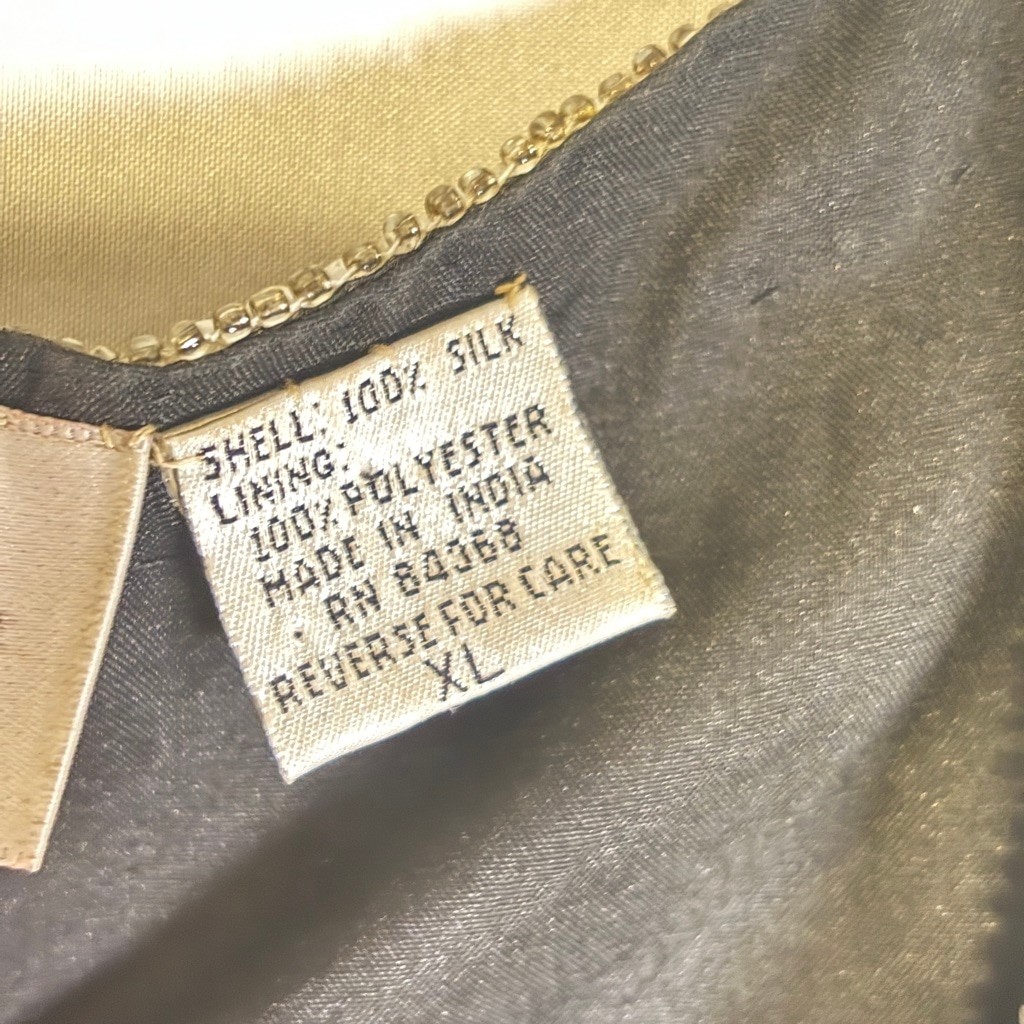 SHELL: 100% SILK
LINING:
100% POLYESTER
MADE IN INDIA
RN 84368
REVERSE FOR CARE
XL